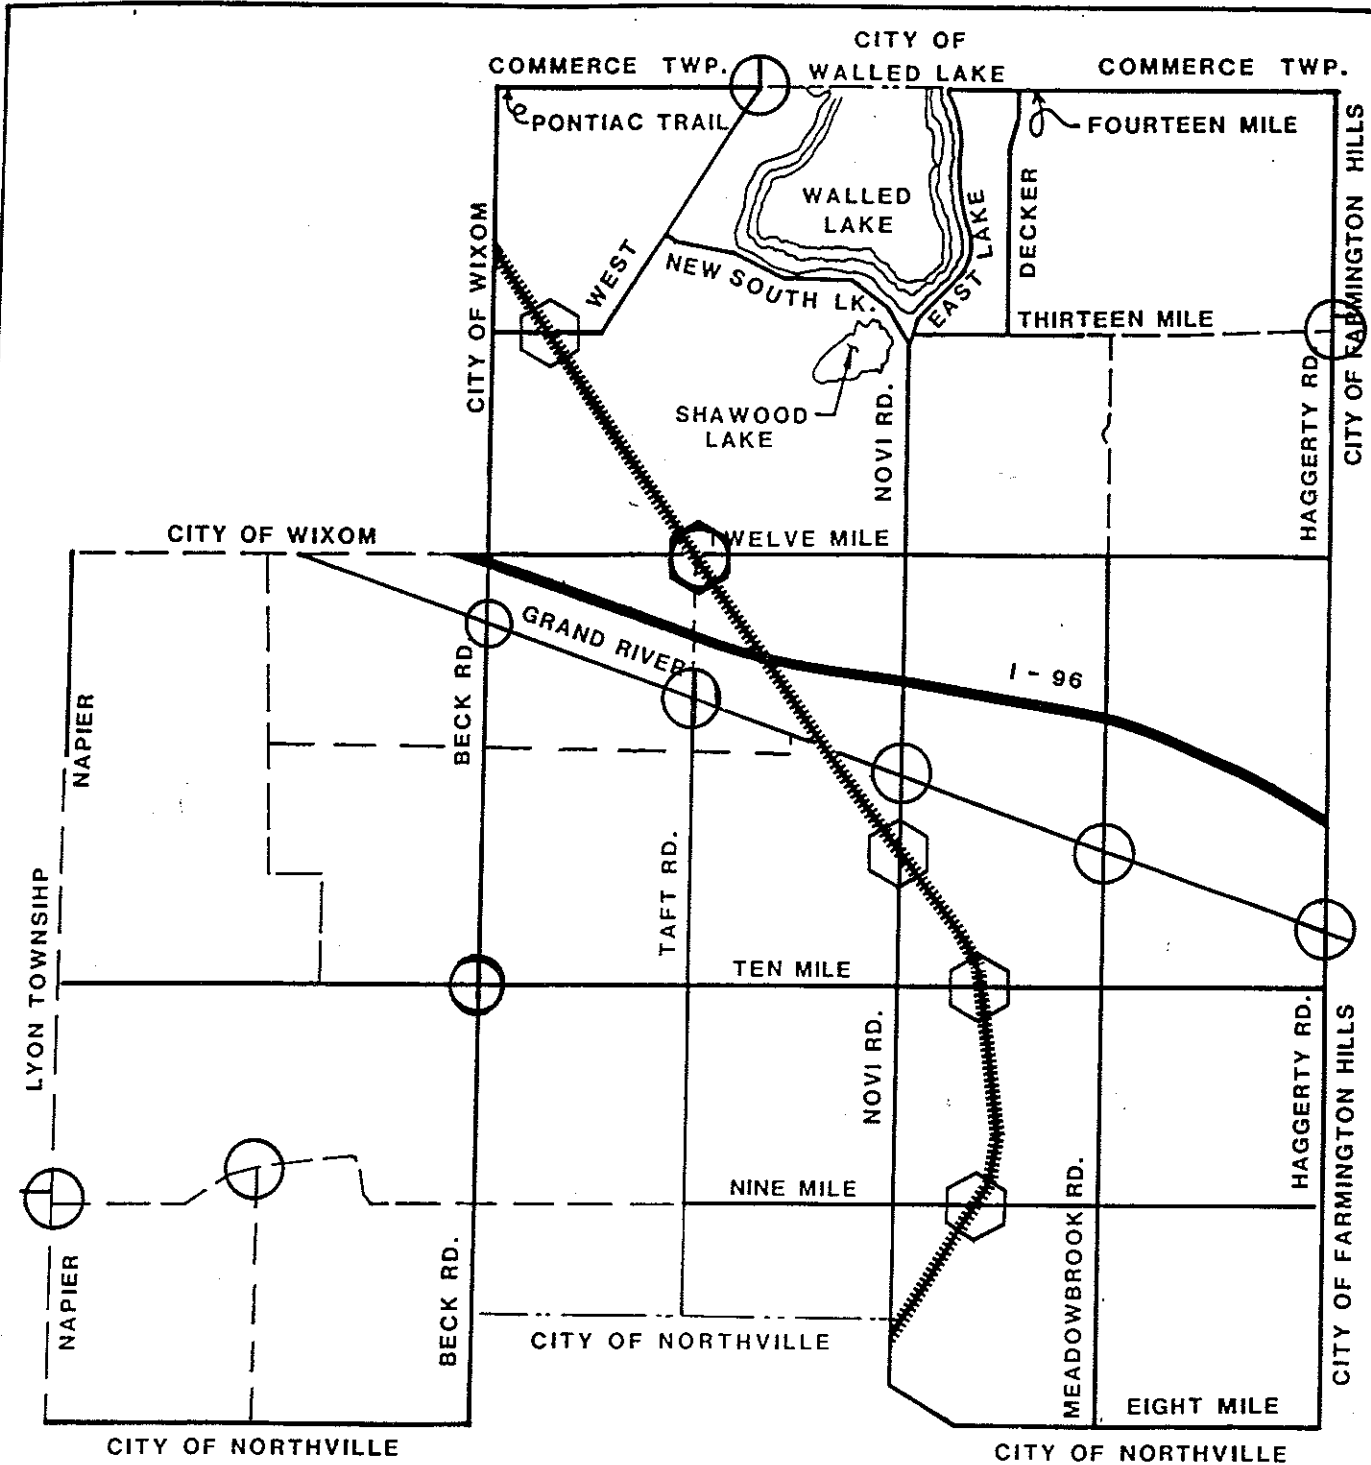 CITY OF
WALLED LAKE
COMMERCE TWP.
COMMERCE TWP.
PONTIAC TRAIL
FOURTEEN MILE
CITY OF FARMINGTON HILLS
WALLED
LAKE
DECKER
EAST LAKE
CITY OF WIXOM
WEST
NEW SOUTH LK.
THIRTEEN MILE
SHAWOOD
LAKE
NOVI RD.
HAGGERTY RD.
CITY OF WIXOM
TWELVE MILE
GRAND RIVER
I - 96
BECK RD.
NAPIER
TAFT RD.
LYON TOWNSIHP
TEN MILE
NOVI RD.
HAGGERTY RD.
CITY OF FARMINGTON HILLS
NINE MILE
MEADOWBROOK RD.
NAPIER
BECK RD.
CITY OF NORTHVILLE
EIGHT MILE
CITY OF NORTHVILLE
CITY OF NORTHVILLE